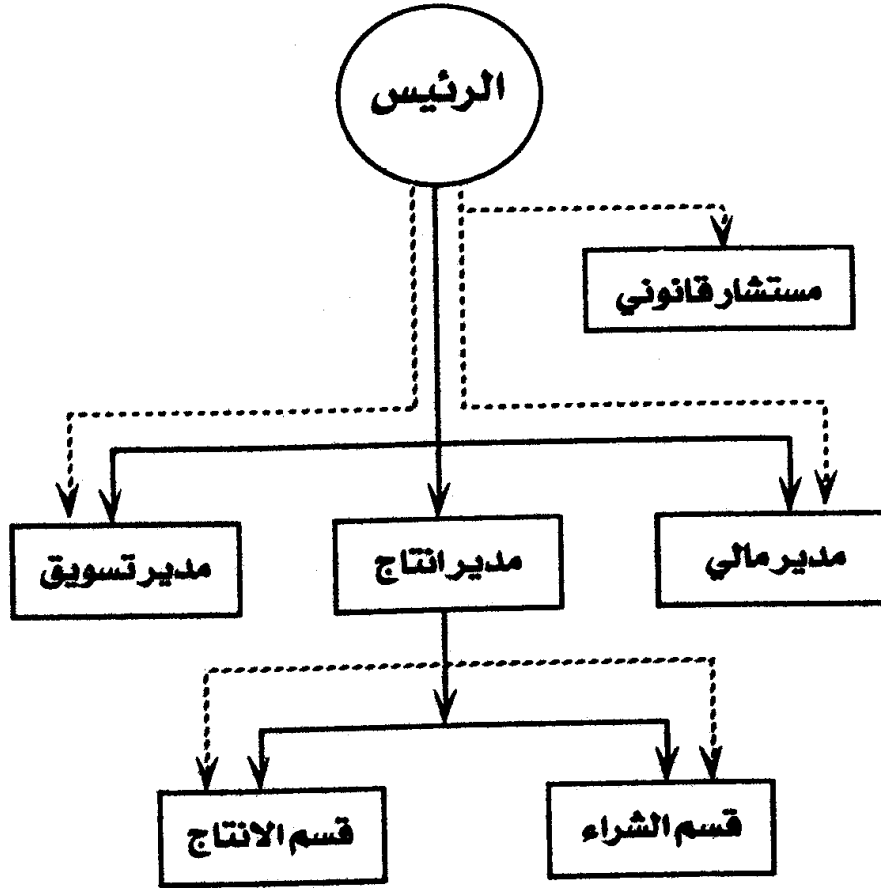 الرئيس
مستشار قانوني
مدير مالي
مدير انتاج
مدير تسويق
قسم الشراء
قسم الانتاج